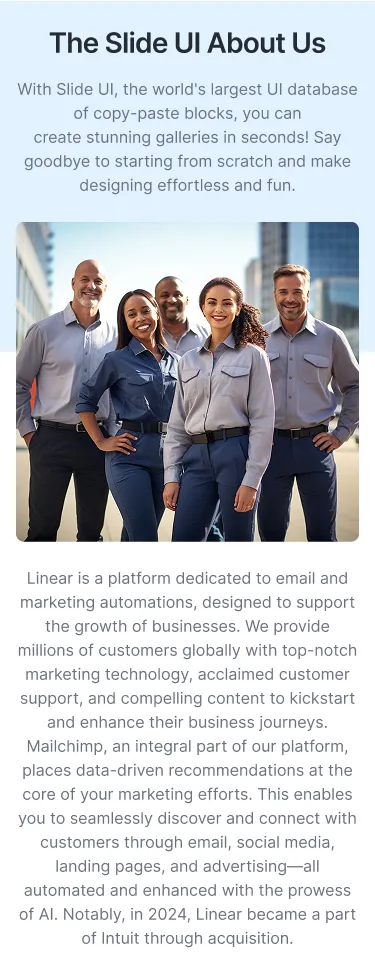 The Slide UI About Us
With Slide UI, the world's largest UI database
of copy-paste blocks, you can
create stunning galleries in seconds! Say
goodbye to starting from scratch and make
designing effortless and fun.
Linear is a platform dedicated to email and
marketing automations, designed to support
the growth of businesses. We provide
millions of customers globally with top-notch
marketing technology, acclaimed customer
support, and compelling content to kickstart
and enhance their business journeys.
Mailchimp, an integral part of our platform,
places data-driven recommendations at the
core of your marketing efforts. This enables
you to seamlessly discover and connect with
customers through email, social media,
landing pages, and advertising—all
automated and enhanced with the prowess
of AI. Notably, in 2024, Linear became a part
of Intuit through acquisition.